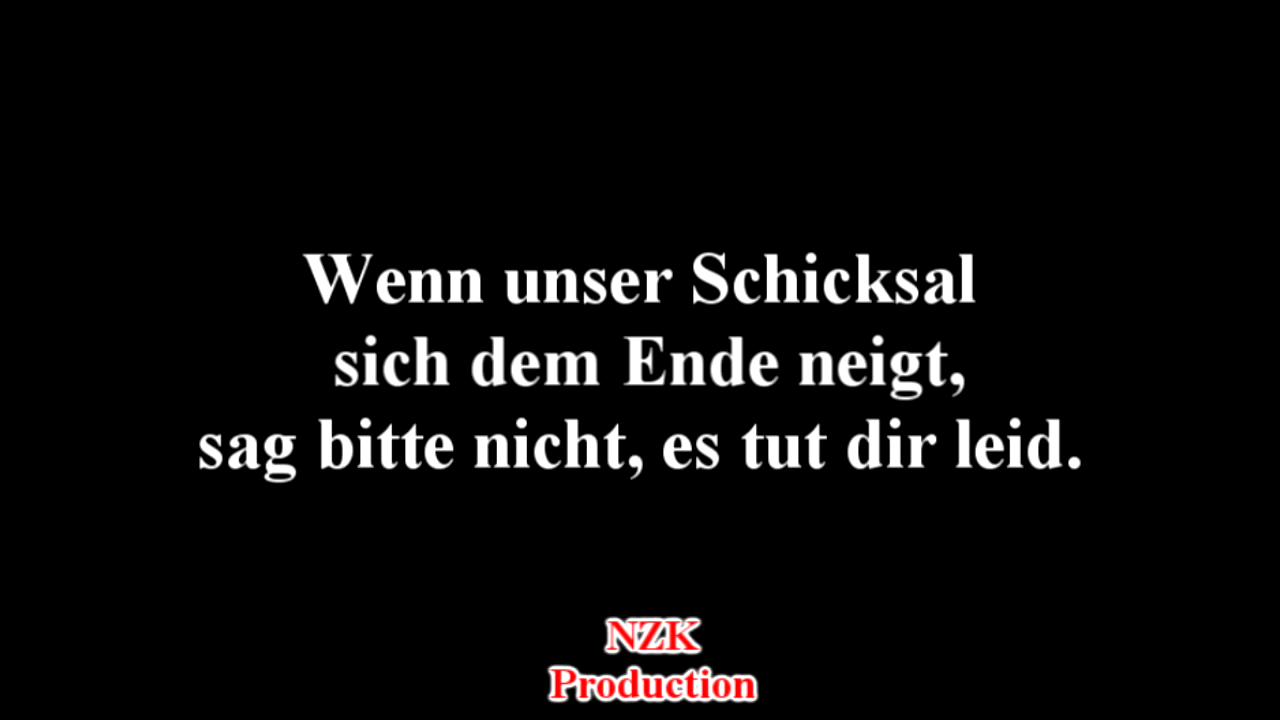 Wenn unser Schicksal
sich dem Ende neigt,
sag bitte nicht, es tut dir leid.
NZK
Production